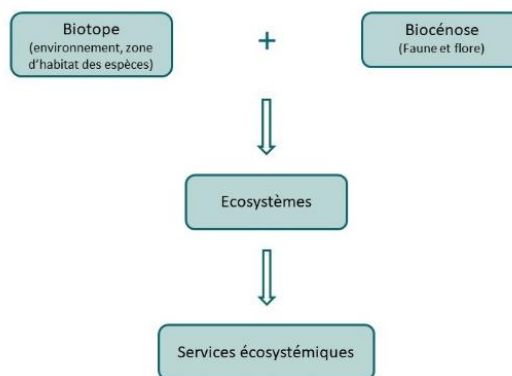 Biotope
(environnement, zone
d'habitat des espèces)
+
Biocénose
(Faune et flore)
Ecosystèmes
Services écosystémiques